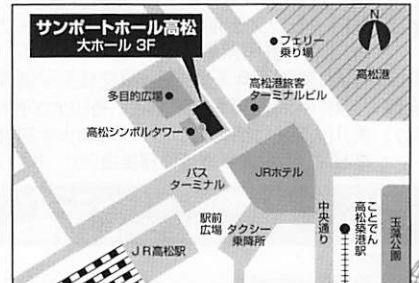 サンポートホール高松
大ホール 3F
N
フェリー
乗り場
高松港
多目的広場
高松港旅客
ターミナルビル
高松シンボルタワー
バス
ターミナル
JRホテル
駅前
広場
タクシー
乗降所
中央通り
ことでん
高松築港駅
玉藻公園
JR高松駅